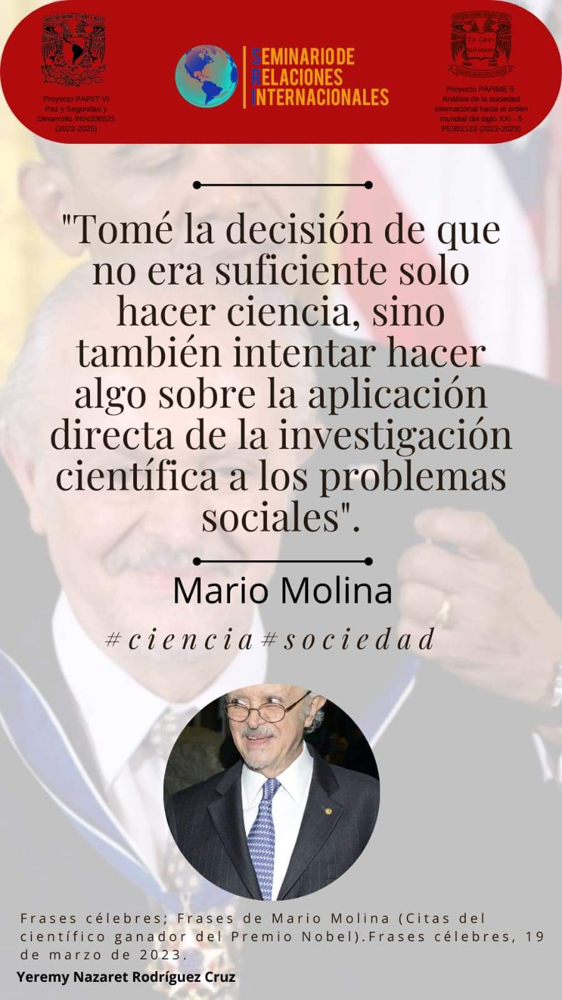 Proyecto PAPIIT VI
Paz y Seguridad y
Desarrollo ININ306523
(2023-2025)
SEMINARIO DE
RELACIONES
INTERNACIONALES
Proyecto PAPIME 5
Análisis de la sociedad
internacional hacia el orden
mundial del siglo XXI - 5
PE302123 (2022-2023)
"Tomé la decisión de que
no era suficiente solo
hacer ciencia, sino
también intentar hacer
algo sobre la aplicación
directa de la investigación
científica a los problemas
sociales".
Mario Molina
#ciencia#sociedad
Frases célebres; Frases de Mario Molina (Citas del
científico ganador del Premio Nobel).Frases célebres, 19
de marzo de 2023.
Yeremy Nazaret Rodríguez Cruz